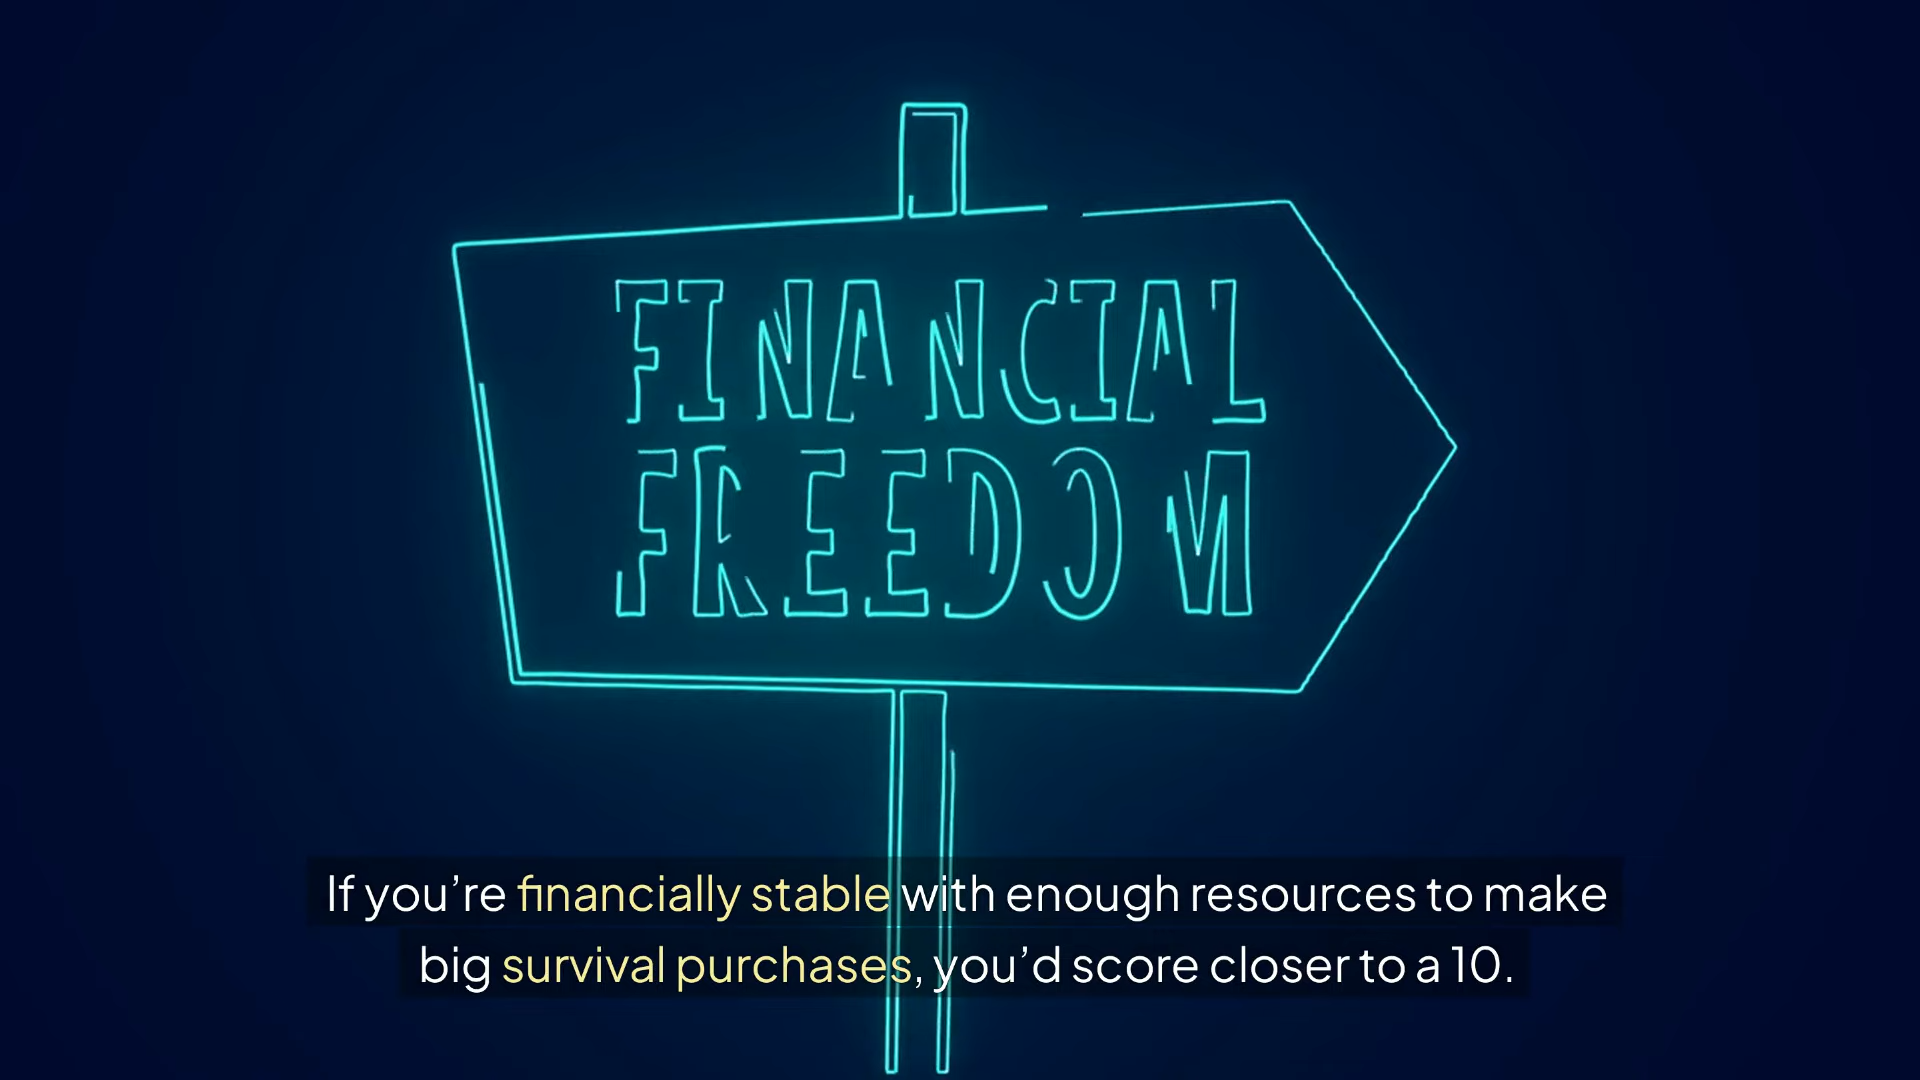 FINANCIAL
FREEDOM
If you’re financially stable with enough resources to make
big survival purchases, you’d score closer to a 10.